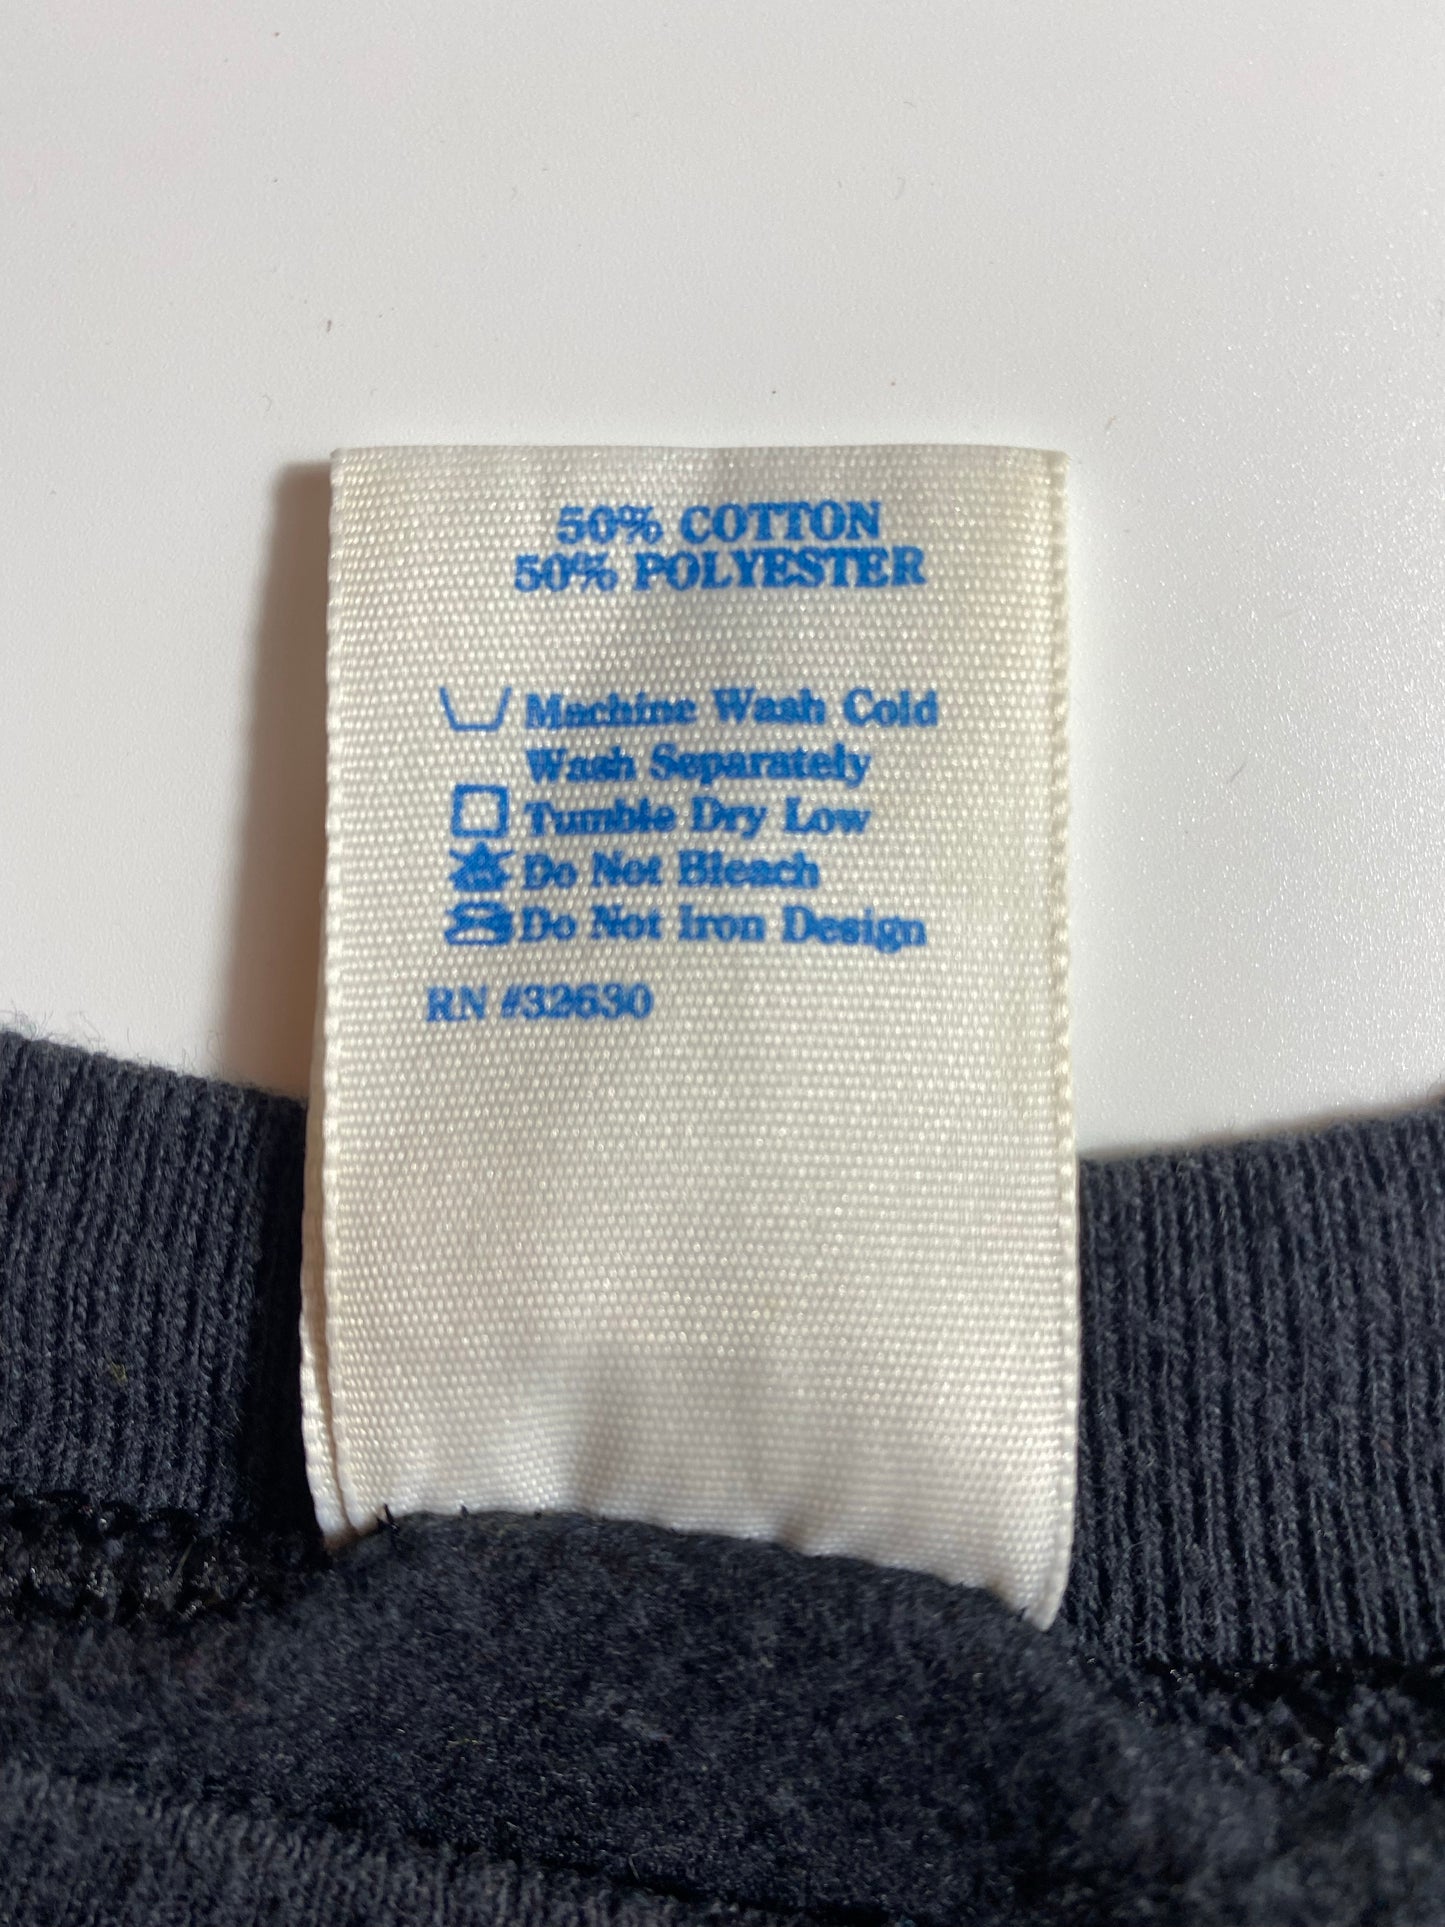 50% COTTON
50% POLYESTER
Machine Wash Cold
Wash Separately
Tumble Dry Low
Do Not Bleach
Do Not Iron Design
RN #32630